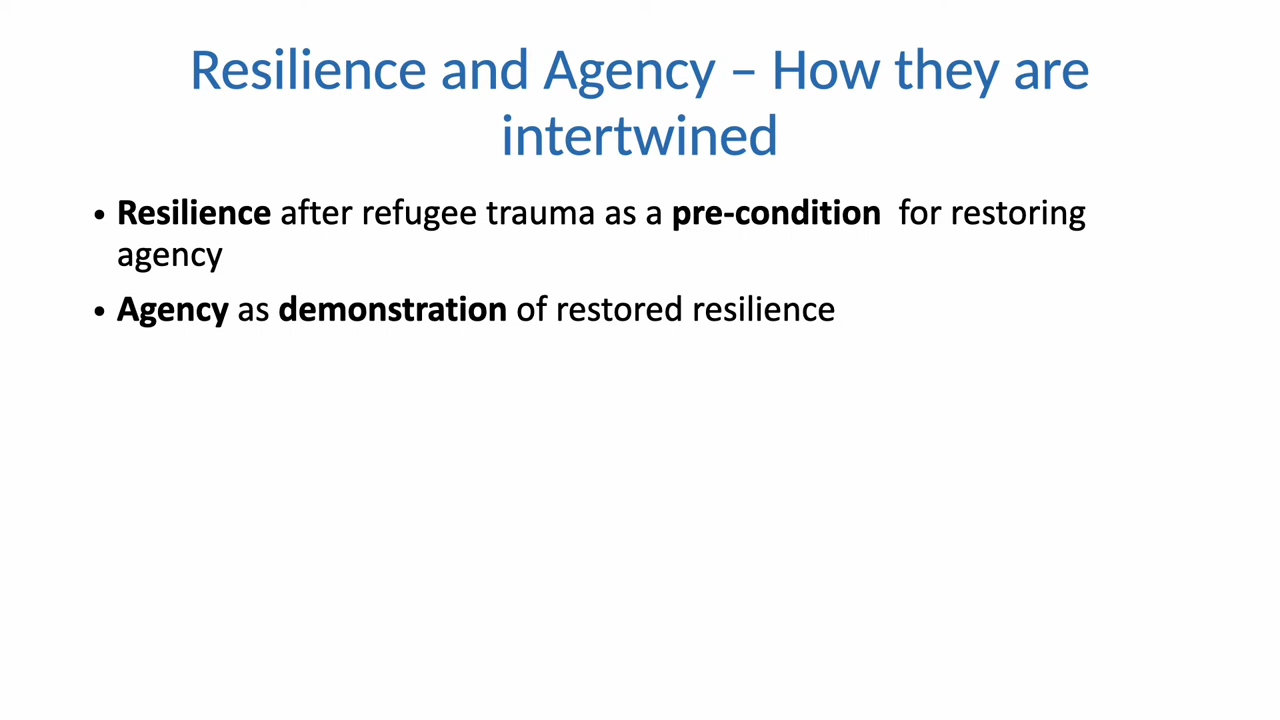 Resilience and Agency – How they are
intertwined
• Resilience after refugee trauma as a pre-condition  for restoring
agency
• Agency as demonstration of restored resilience